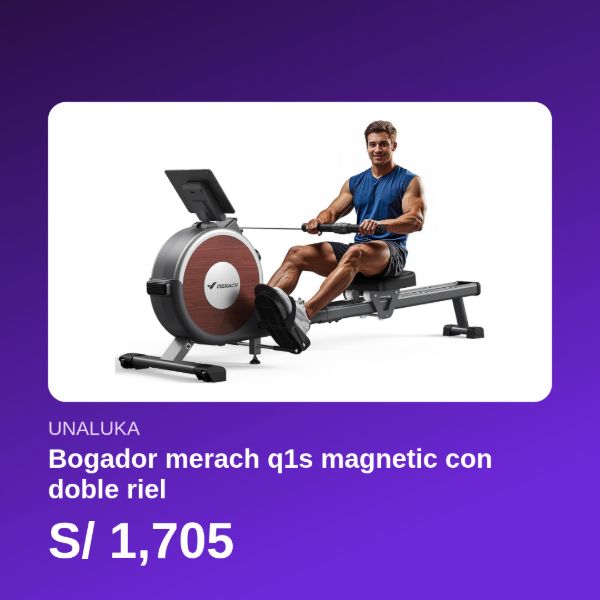 MERACH
UNALUKA
Bogador merach q1s magnetic con
doble riel
S/ 1,705